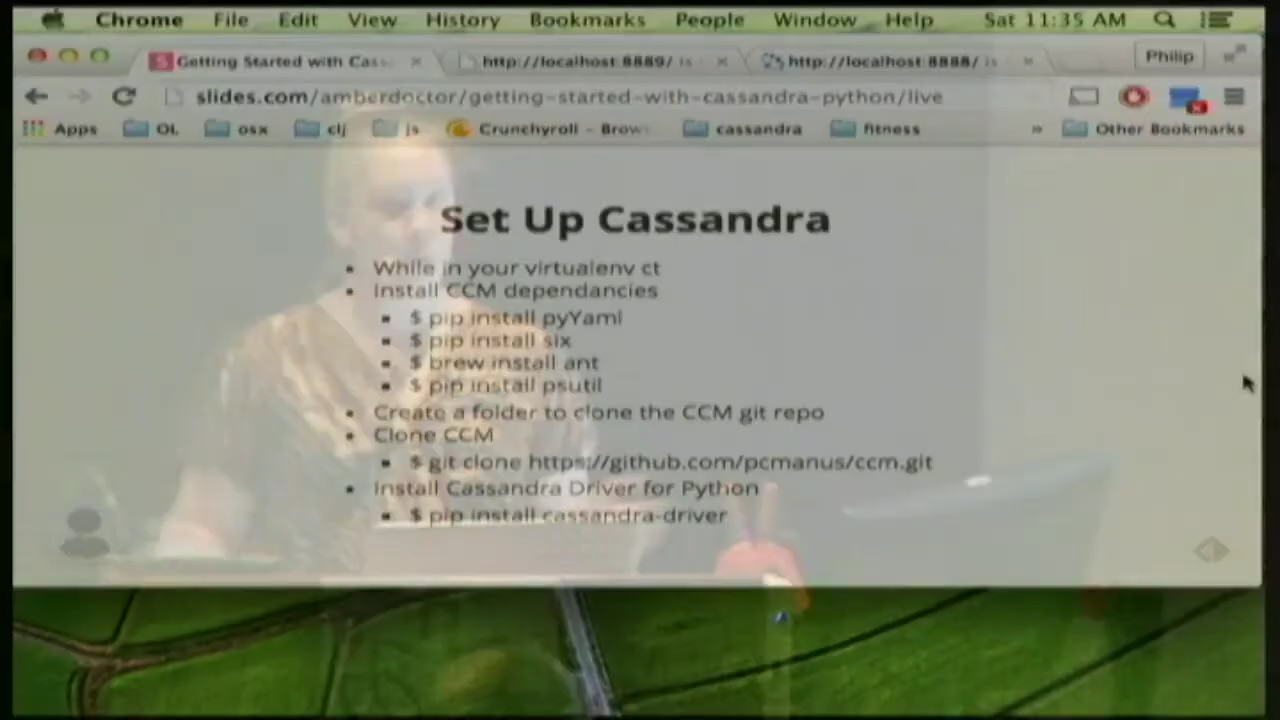 Chrome File Edit View History Bookmarks People Window Help Sat 11:35 AM
Getting Started with Cass http://localhost:8889/ is http://localhost:8888/ is Philip
slides.com/amberdoctor/getting-started-with-cassandra-python/live
Apps OL osx clj js Crunchyroll - Brow cassandra fitness » Other Bookmarks
Set Up Cassandra
• While in your virtualenv ct
• Install CCM dependancies
▪ $ pip install pyYaml
▪ $ pip install six
▪ $ brew install ant
▪ $ pip install psutil
• Create a folder to clone the CCM git repo
• Clone CCM
▪ $ git clone https://github.com/pcmanus/ccm.git
• Install Cassandra Driver for Python
▪ $ pip install cassandra-driver